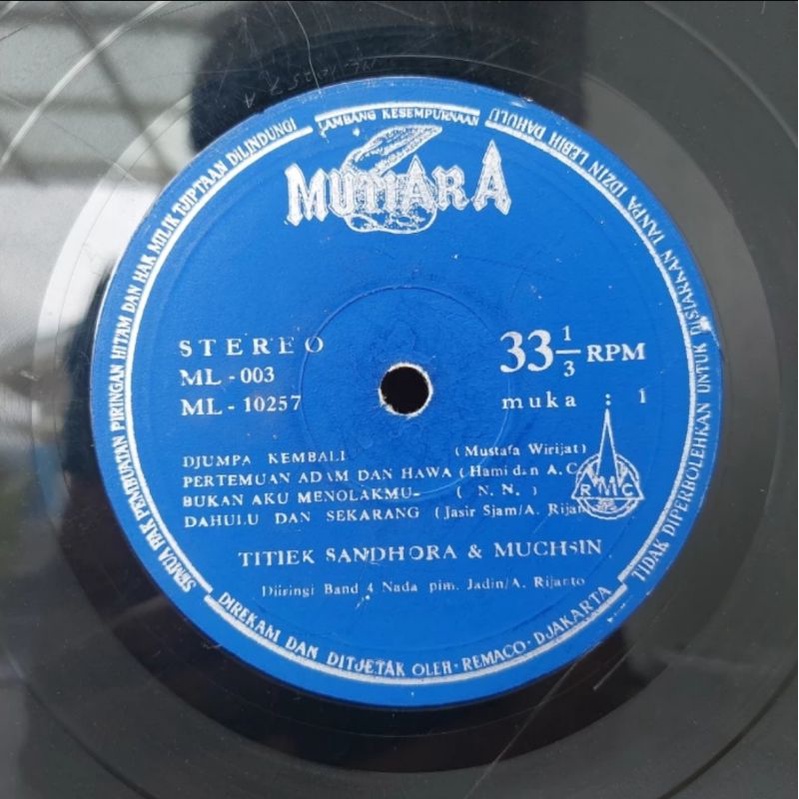 LAMBANG KESEMPURNAAN
MUTIARA
STEREO
33 1/3 RPM
ML - 003
ML - 10257
muka : 1
DJUMPA KEMBALI (Mustafa Wirijat)
PERTEMUAN ADAM DAN HAWA (Hamidan A. C.
BUKAN AKU MENOLAKMU- ( N. N. )
DAHULU DAN SEKARANG (Jasir Sjam/A. Rijan
RMC
TITIEK SANDHORA & MUCHSIN
Diiringi Band 4 Nada pim. Jadin/A. Rijanto
SEMUA HAK PEMBUATAN PIRINGAN HITAM DAN HAK MILIK TJIPTAAN DILINDUNGI
TIDAK DIPERBOLEHKAN UNTUK DISIARKAN TANPA IDZIN LEBIH DAHULU
DIREKAM DAN DITJETAK OLEH · REMACO · DJAKARTA